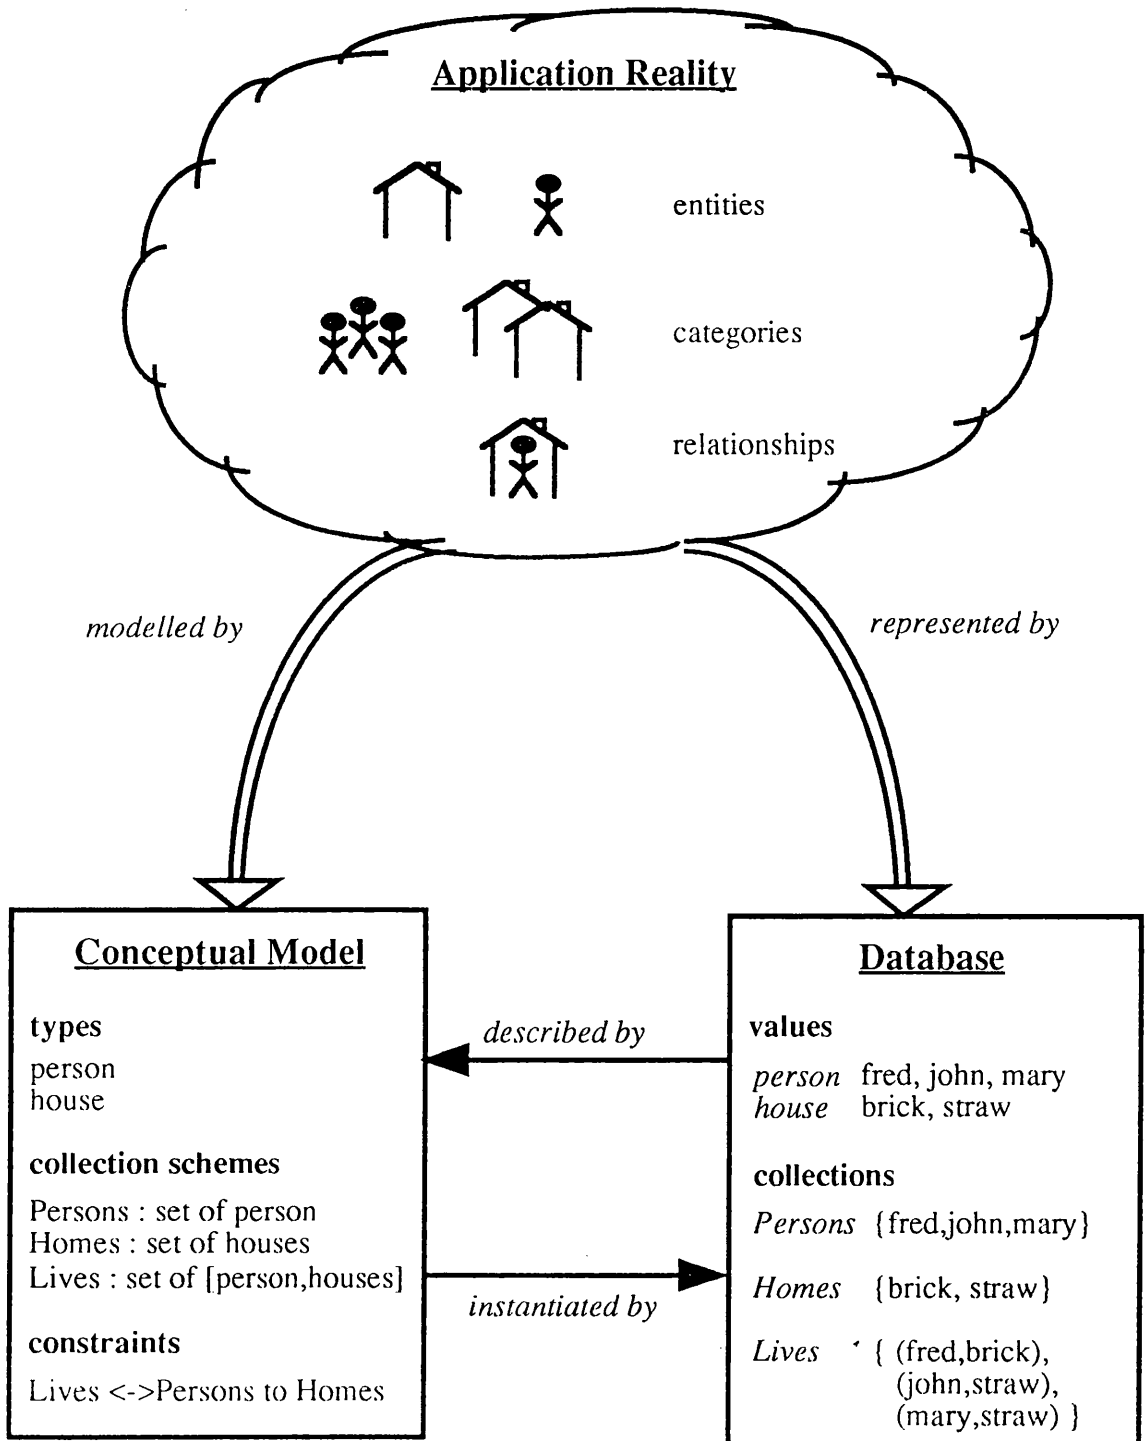 Application Reality
entities
categories
relationships
modelled by
represented by
Conceptual Model
types
person
house
collection schemes
Persons : set of person
Homes : set of houses
Lives : set of [person,houses]
constraints
Lives <->Persons to Homes
described by
instantiated by
Database
values
person fred, john, mary
house brick, straw
collections
Persons {fred,john,mary}
Homes {brick, straw}
Lives { (fred,brick),
(john,straw),
(mary,straw) }